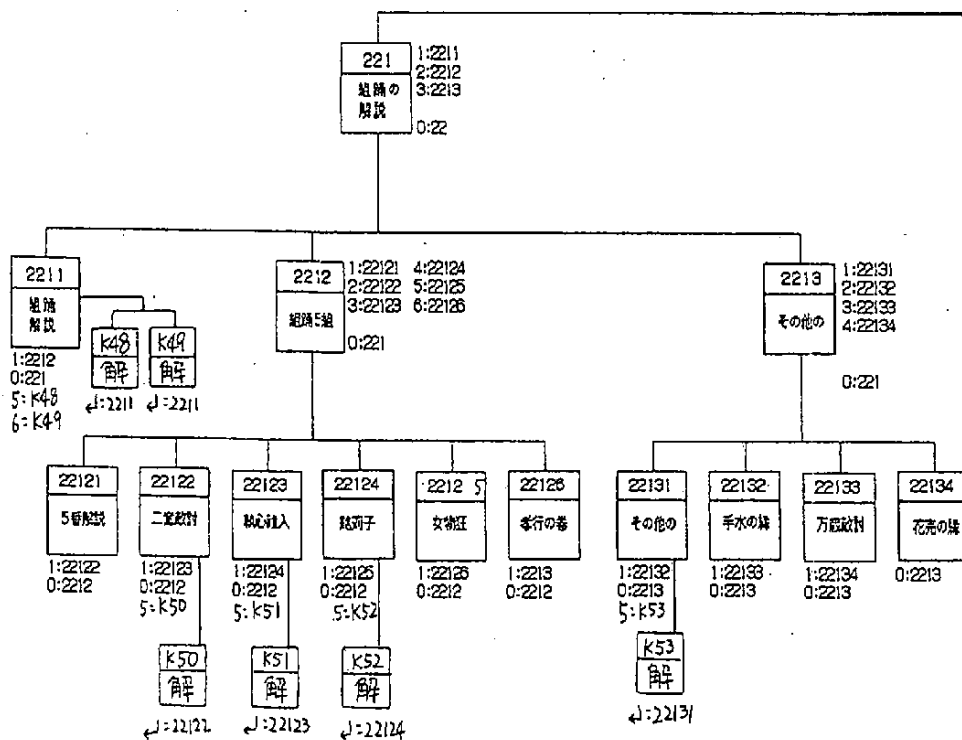 221
組踊の
解説
1:2211
2:2212
3:2213
0:22
2211
組踊
解説
1:2212
0:221
5:K48
6:K49
K48
解
↲:2211
K49
解
↲:2211
2212
組踊5組
1:22121 4:22124
2:22122 5:22125
3:22123 6:22126
0:221
2213
その他の
1:22131
2:22132
3:22133
4:22134
0:221
22121
5番解説
1:22122
0:2212
22122
二童敵討
1:22123
0:2212
5:K50
K50
解
↲:22122
22123
執心鐘入
1:22124
0:2212
5:K51
K51
解
↲:22123
22124
銘苅子
1:22125
0:2212
5:K52
K52
解
↲:22124
22125
女物狂
1:22126
0:2212
22126
孝行の巻
1:2213
0:2212
22131
その他の
1:22132
0:2213
5:K53
K53
解
↲:22131
22132
手水の縁
1:22133
0:2213
22133
万歳敵討
1:22134
0:2213
22134
花売の縁
0:2213